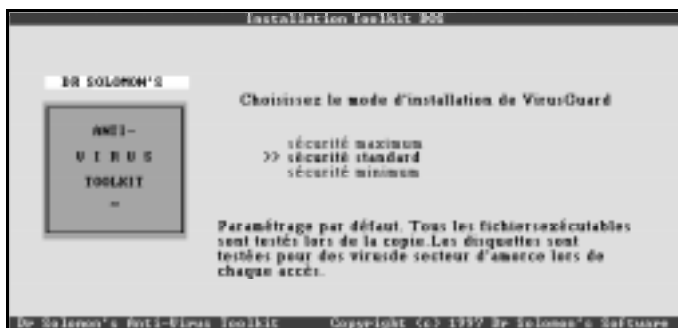 Installation Toolkit DOS
DR SOLOMON'S
ANTI-
VIRUS
TOOLKIT
Choisissez le mode d'installation de VirusGuard
sécurité maximum
>> sécurité standard
sécurité minimum
Paramétrage par défaut. Tous les fichiersexécutables
sont testés lors de la copie.Les disquettes sont
testées pour des virusde secteur d'amorce lors de
chaque accès.
Dr Solomon's Anti-Virus Toolkit
Copyright (c) 1997 Dr Solomon's Software